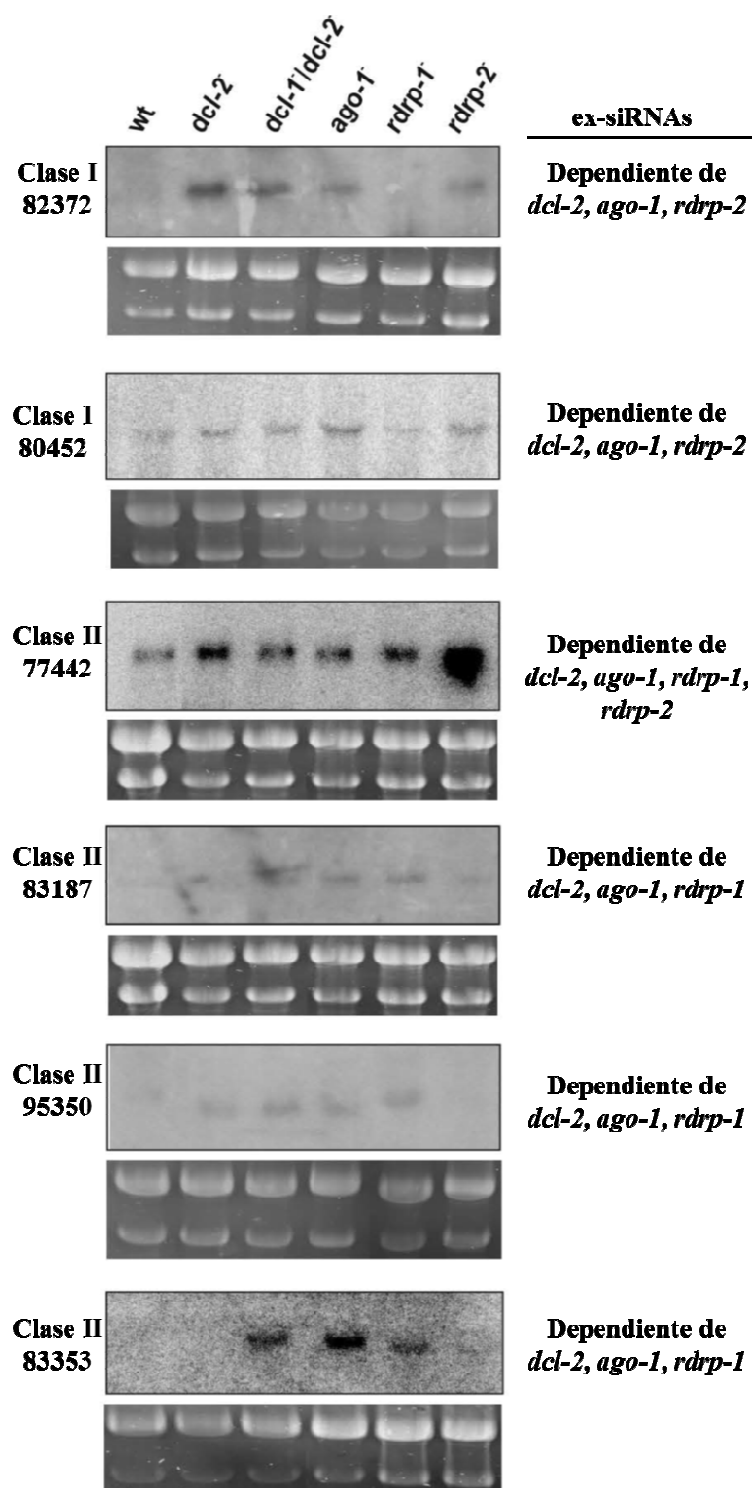 wt
dcl-2⁻
dcl-1⁻/dcl-2⁻
ago-1⁻
rdrp-1⁻
rdrp-2⁻
ex-siRNAs
Clase I
82372
Dependiente de
dcl-2, ago-1, rdrp-2
Clase I
80452
Dependiente de
dcl-2, ago-1, rdrp-2
Clase II
77442
Dependiente de
dcl-2, ago-1, rdrp-1,
rdrp-2
Clase II
83187
Dependiente de
dcl-2, ago-1, rdrp-1
Clase II
95350
Dependiente de
dcl-2, ago-1, rdrp-1
Clase II
83353
Dependiente de
dcl-2, ago-1, rdrp-1